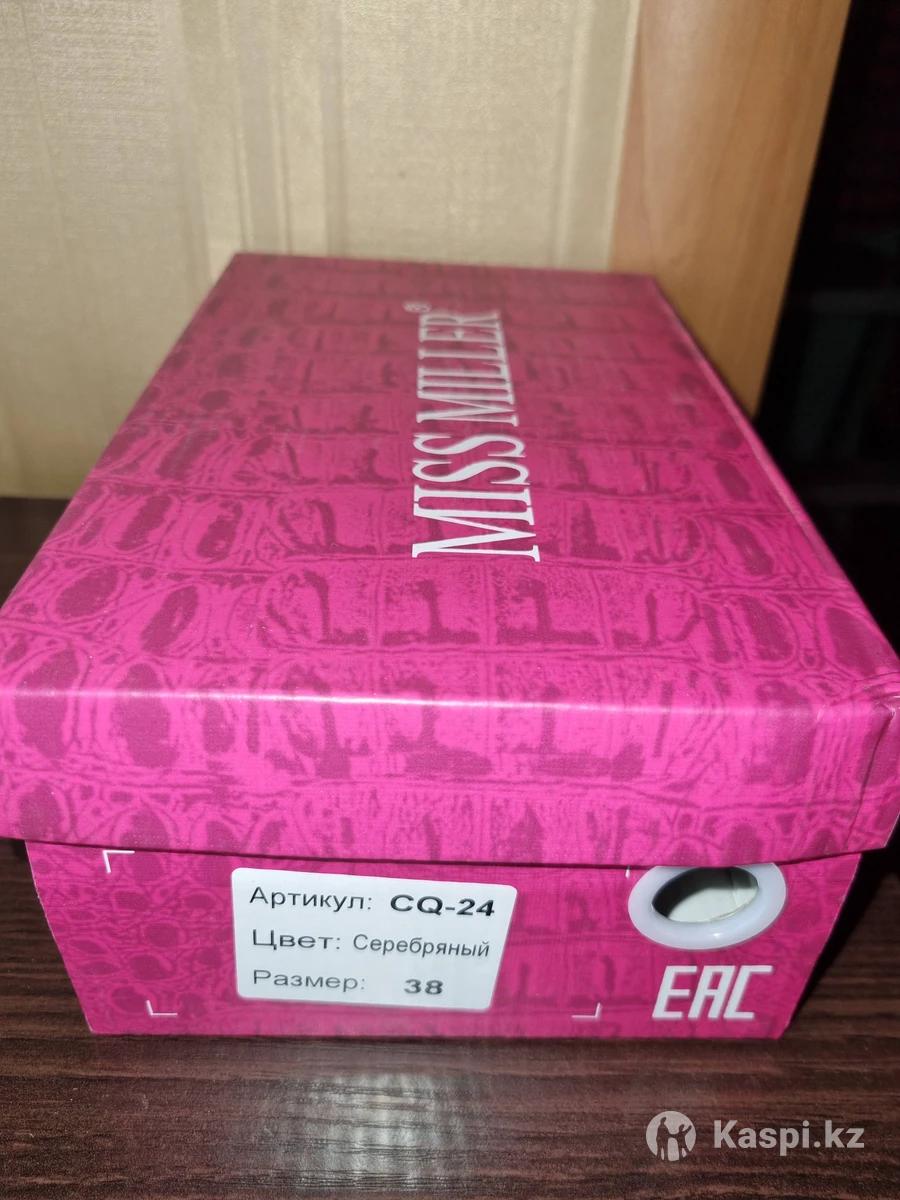 MISS MILLER®
Артикул: CQ-24
Цвет: Серебряный
Размер: 38
EAC
Kaspi.kz